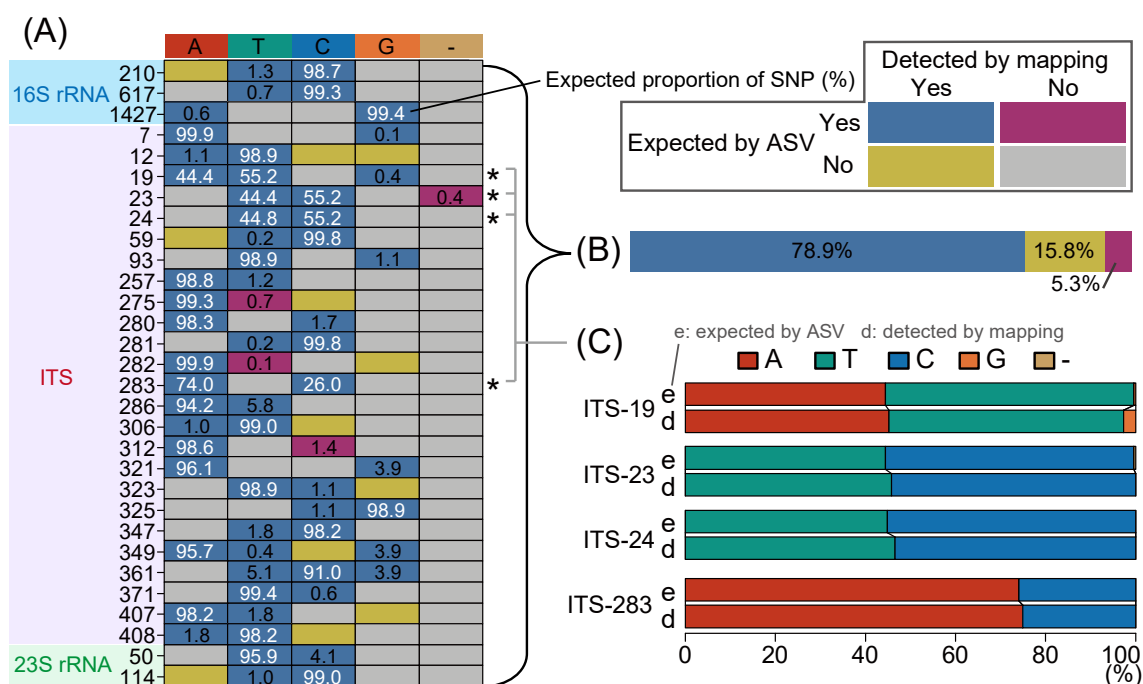 (A)
A T C G -
16S rRNA
210 1.3 98.7
617 0.7 99.3
1427 0.6 99.4
Expected proportion of SNP (%)
ITS
7 99.9 0.1
12 1.1 98.9
19 44.4 55.2 0.4 *
23 44.4 55.2 0.4 *
24 44.8 55.2 *
59 0.2 99.8
93 98.9 1.1
257 98.8 1.2
275 99.3 0.7
280 98.3 1.7
281 0.2 99.8
282 99.9 0.1
283 74.0 26.0 *
286 94.2 5.8
306 1.0 99.0
312 98.6 1.4
321 96.1 3.9
323 98.9 1.1
325 1.1 98.9
347 1.8 98.2
349 95.7 0.4 3.9
361 5.1 91.0 3.9
371 99.4 0.6
407 98.2 1.8
408 1.8 98.2
23S rRNA
50 95.9 4.1
114 1.0 99.0
Detected by mapping
Yes No
Expected by ASV
Yes
No
(B)
78.9% 15.8%
5.3%
(C)
e: expected by ASV d: detected by mapping
A T C G -
ITS-19 e
d
ITS-23 e
d
ITS-24 e
d
ITS-283 e
d
0 20 40 60 80 100
(%)